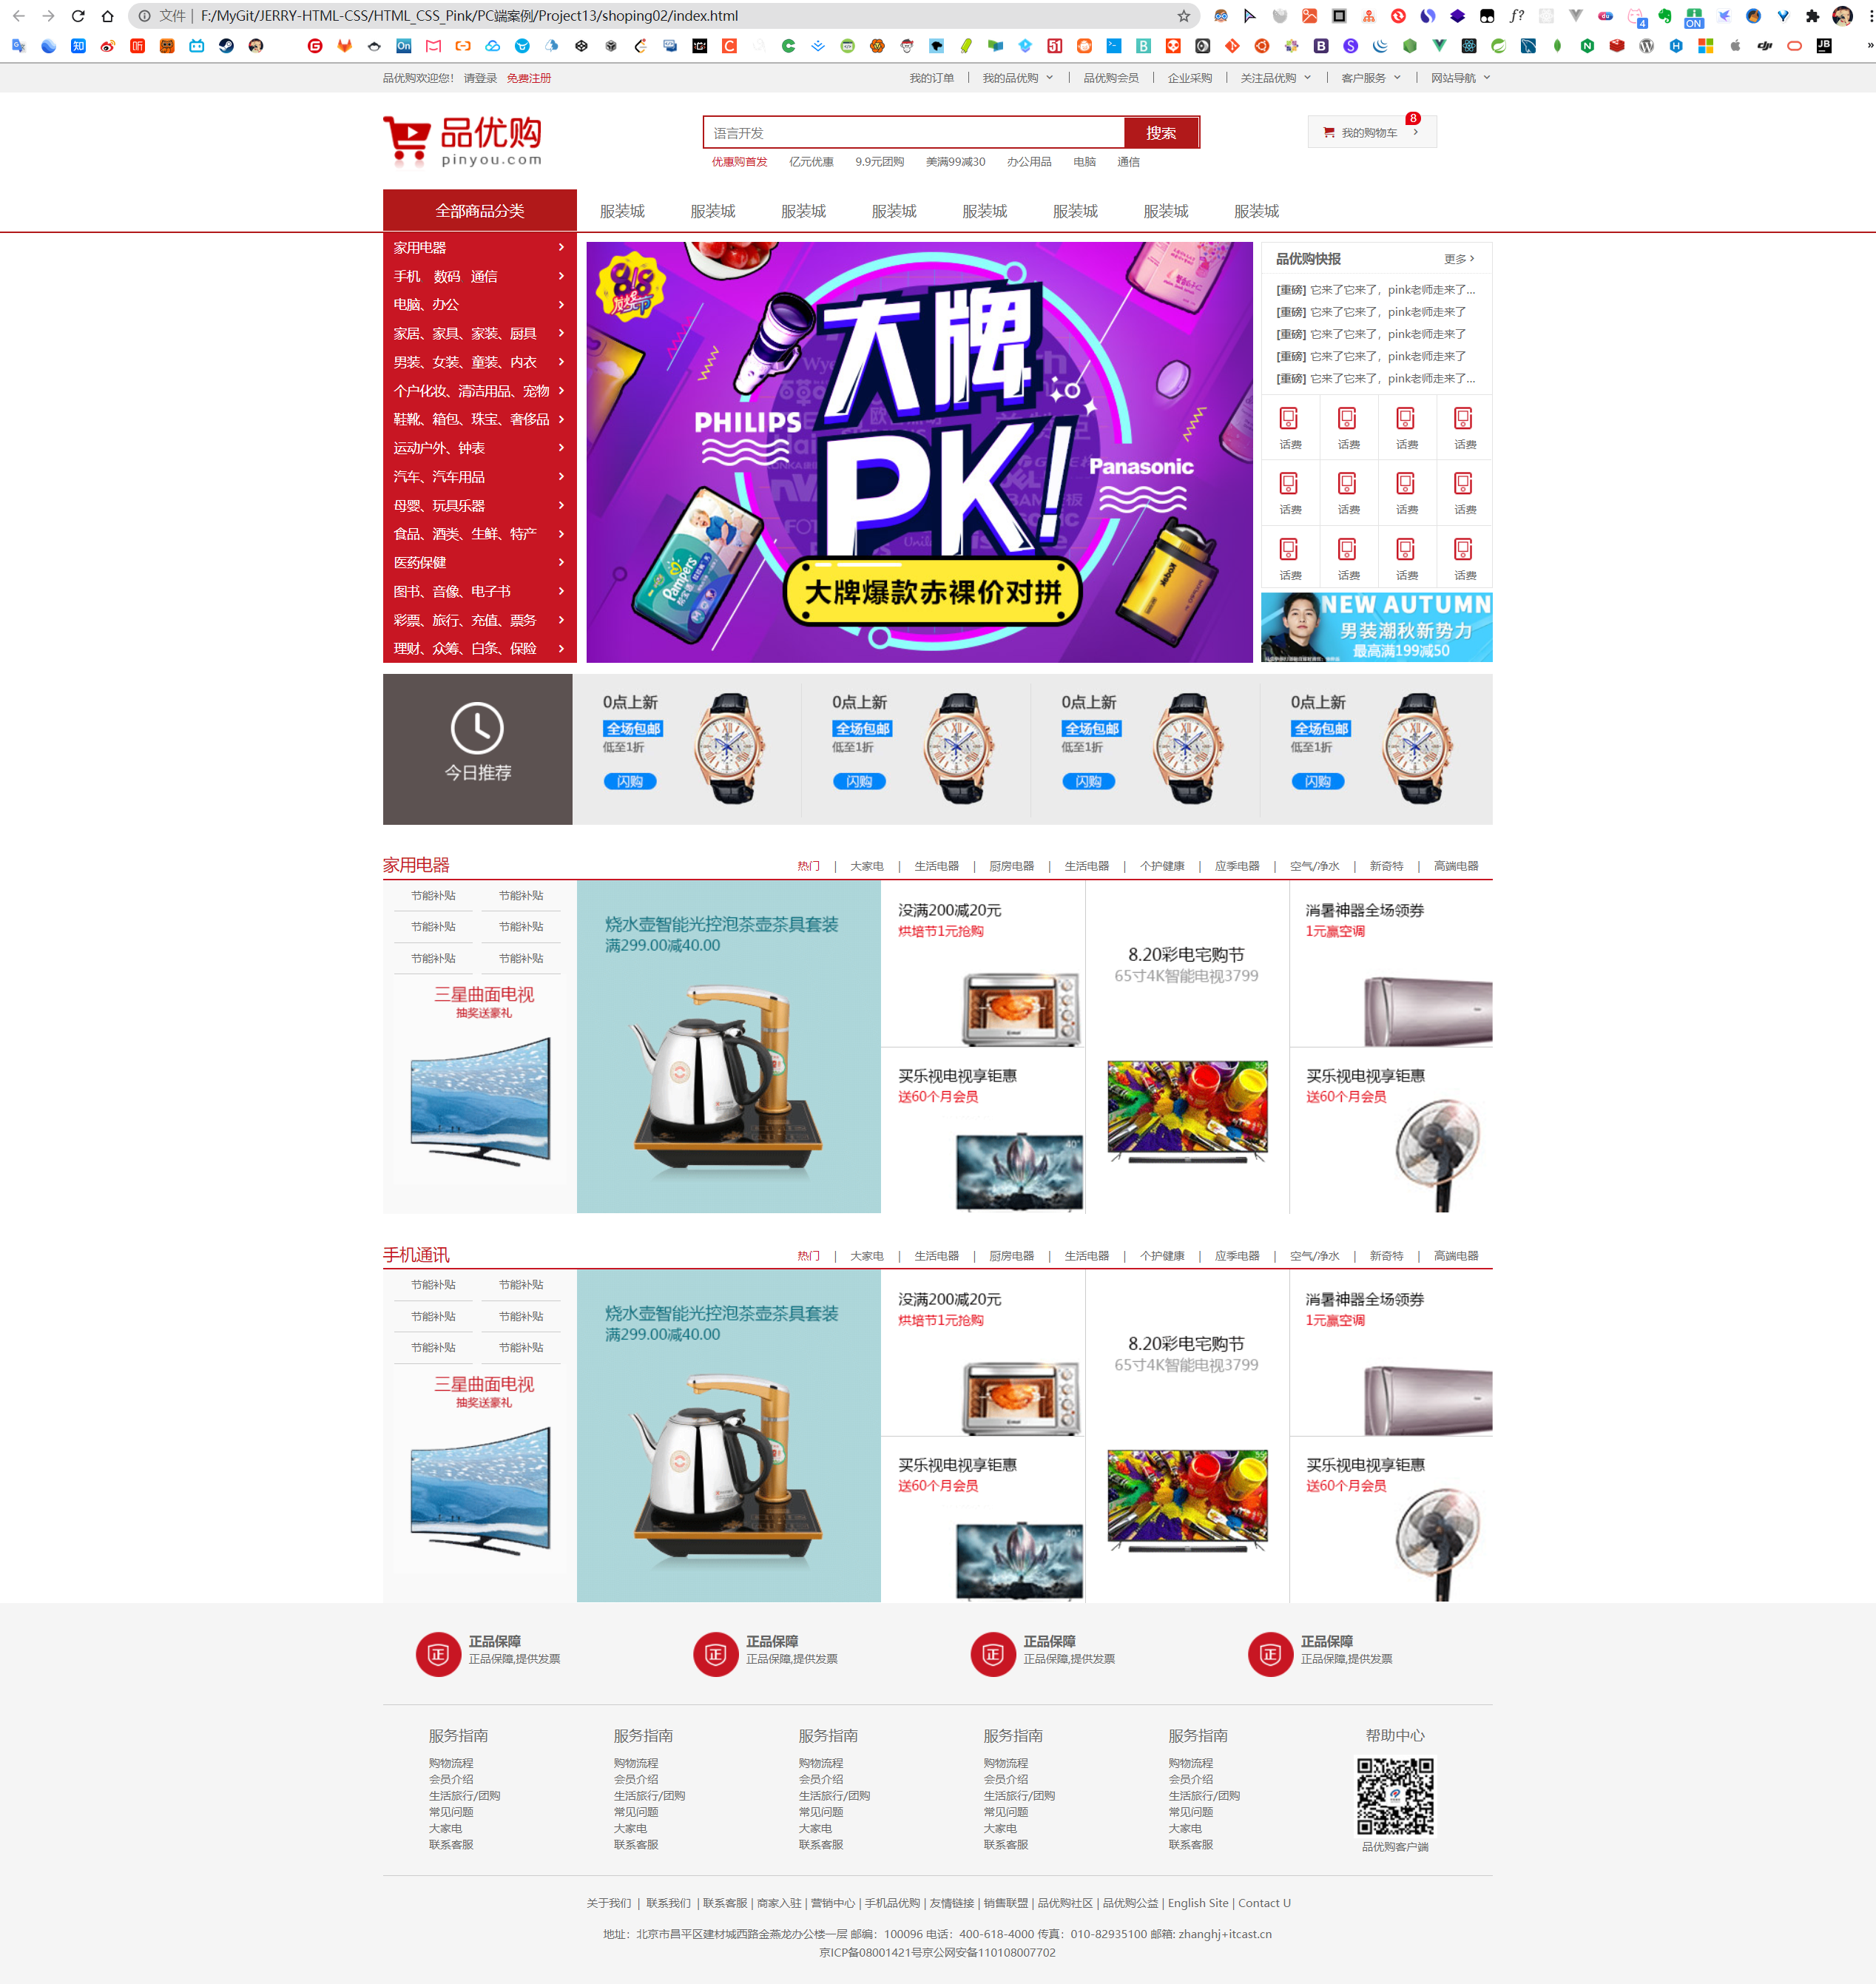 文件 | F:/MyGit/JERRY-HTML-CSS/HTML_CSS_Pink/PC端案例/Project13/shoping02/index.html
品优购欢迎您! 请登录 免费注册
我的订单 | 我的品优购 | 品优购会员 | 企业采购 | 关注品优购 | 客户服务 | 网站导航
品优购
pinyou.com
语言开发 搜索
我的购物车 8
优惠购首发 亿元优惠 9.9元团购 美满99减30 办公用品 电脑 通信
全部商品分类 服装城 服装城 服装城 服装城 服装城 服装城 服装城 服装城
家用电器
手机 数码 通信
电脑、办公
家居、家具、家装、厨具
男装、女装、童装、内衣
个户化妆、清洁用品、宠物
鞋靴、箱包、珠宝、奢侈品
运动户外、钟表
汽车、汽车用品
母婴、玩具乐器
食品、酒类、生鲜、特产
医药保健
图书、音像、电子书
彩票、旅行、充值、票务
理财、众筹、白条、保险
大牌
PK!
PHILIPS
Panasonic
Pampers
大牌爆款赤裸价对拼
品优购快报 更多
[重磅] 它来了它来了，pink老师走来了...
[重磅] 它来了它来了，pink老师走来了
[重磅] 它来了它来了，pink老师走来了
[重磅] 它来了它来了，pink老师走来了
[重磅] 它来了它来了，pink老师走来了...
话费 话费 话费 话费
话费 话费 话费 话费
话费 话费 话费 话费
NEW AUTUMN
男装潮秋新势力
最高满199减50
今日推荐
0点上新 0点上新 0点上新 0点上新
全场包邮 全场包邮 全场包邮 全场包邮
低至1折 低至1折 低至1折 低至1折
闪购 闪购 闪购 闪购
家用电器
热门 | 大家电 | 生活电器 | 厨房电器 | 生活电器 | 个护健康 | 应季电器 | 空气/净水 | 新奇特 | 高端电器
节能补贴 节能补贴
节能补贴 节能补贴
节能补贴 节能补贴
三星曲面电视
抽奖送豪礼
烧水壶智能光控泡茶壶茶具套装
满299.00减40.00
没满200减20元
烘培节1元抢购
买乐视电视享钜惠
送60个月会员
8.20彩电宅购节
65寸4K智能电视3799
消暑神器全场领券
1元赢空调
买乐视电视享钜惠
送60个月会员
手机通讯
热门 | 大家电 | 生活电器 | 厨房电器 | 生活电器 | 个护健康 | 应季电器 | 空气/净水 | 新奇特 | 高端电器
节能补贴 节能补贴
节能补贴 节能补贴
节能补贴 节能补贴
三星曲面电视
抽奖送豪礼
烧水壶智能光控泡茶壶茶具套装
满299.00减40.00
没满200减20元
烘培节1元抢购
买乐视电视享钜惠
送60个月会员
8.20彩电宅购节
65寸4K智能电视3799
消暑神器全场领券
1元赢空调
买乐视电视享钜惠
送60个月会员
正品保障 正品保障 正品保障 正品保障
正品保障,提供发票 正品保障,提供发票 正品保障,提供发票 正品保障,提供发票
服务指南 服务指南 服务指南 服务指南 服务指南 帮助中心
购物流程 购物流程 购物流程 购物流程 购物流程
会员介绍 会员介绍 会员介绍 会员介绍 会员介绍
生活旅行/团购 生活旅行/团购 生活旅行/团购 生活旅行/团购 生活旅行/团购
常见问题 常见问题 常见问题 常见问题 常见问题
大家电 大家电 大家电 大家电 大家电
联系客服 联系客服 联系客服 联系客服 联系客服 品优购客户端
关于我们 | 联系我们 | 联系客服 | 商家入驻 | 营销中心 | 手机品优购 | 友情链接 | 销售联盟 | 品优购社区 | 品优购公益 | English Site | Contact U
地址：北京市昌平区建材城西路金燕龙办公楼一层 邮编：100096 电话：400-618-4000 传真：010-82935100 邮箱: zhanghj+itcast.cn
京ICP备08001421号京公网安备110108007702